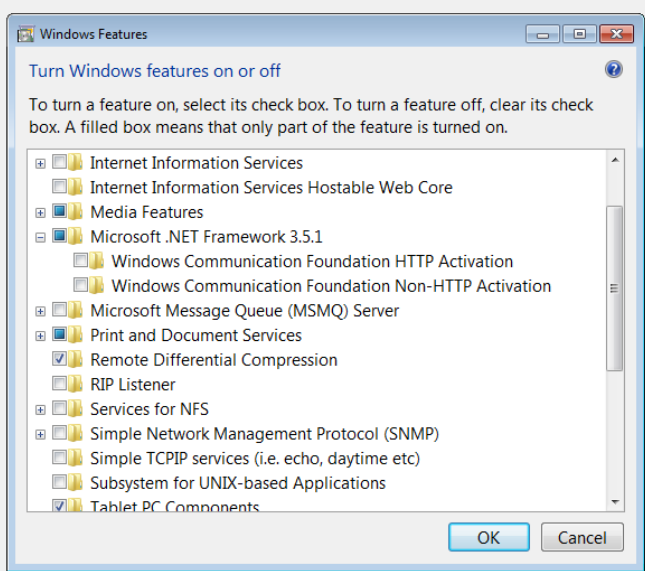 Windows Features
Turn Windows features on or off
To turn a feature on, select its check box. To turn a feature off, clear its check
box. A filled box means that only part of the feature is turned on.
Internet Information Services
Internet Information Services Hostable Web Core
Media Features
Microsoft .NET Framework 3.5.1
Windows Communication Foundation HTTP Activation
Windows Communication Foundation Non-HTTP Activation
Microsoft Message Queue (MSMQ) Server
Print and Document Services
Remote Differential Compression
RIP Listener
Services for NFS
Simple Network Management Protocol (SNMP)
Simple TCPIP services (i.e. echo, daytime etc)
Subsystem for UNIX-based Applications
Tablet PC Components
OK Cancel